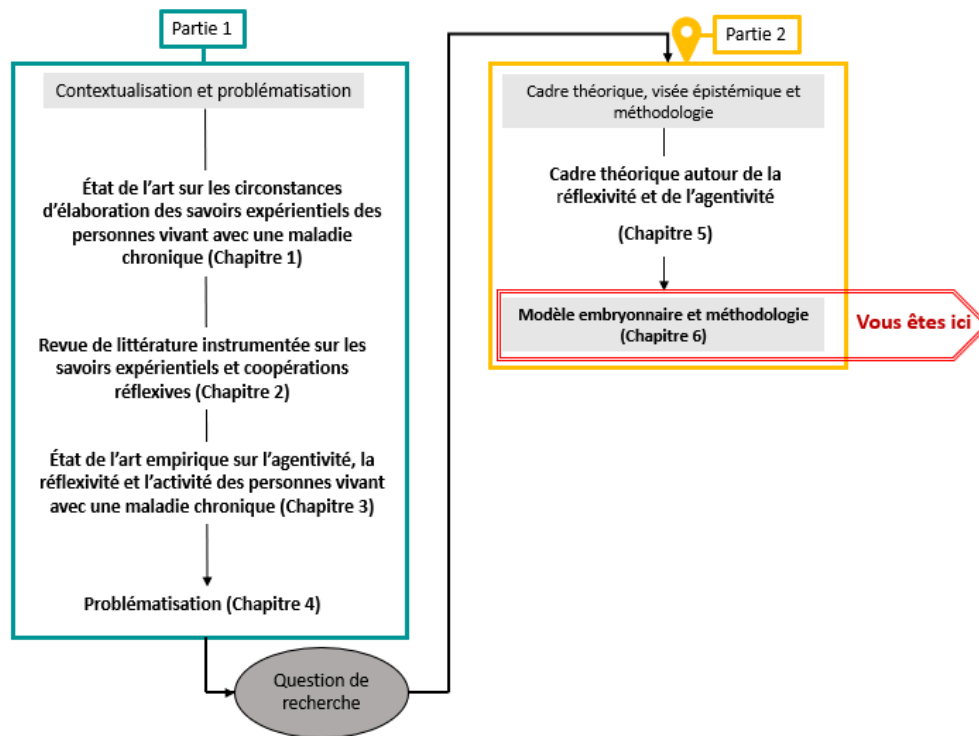 Partie 1
Contextualisation et problématisation
État de l'art sur les circonstances
d'élaboration des savoirs expérientiels des
personnes vivant avec une maladie
chronique (Chapitre 1)
Revue de littérature instrumentée sur les
savoirs expérientiels et coopérations
réflexives (Chapitre 2)
État de l'art empirique sur l'agentivité, la
réflexivité et l'activité des personnes vivant
avec une maladie chronique (Chapitre 3)
Problématisation (Chapitre 4)
Question de
recherche
Partie 2
Cadre théorique, visée épistémique et
méthodologie
Cadre théorique autour de la
réflexivité et de l'agentivité
(Chapitre 5)
Modèle embryonnaire et méthodologie
(Chapitre 6)
Vous êtes ici